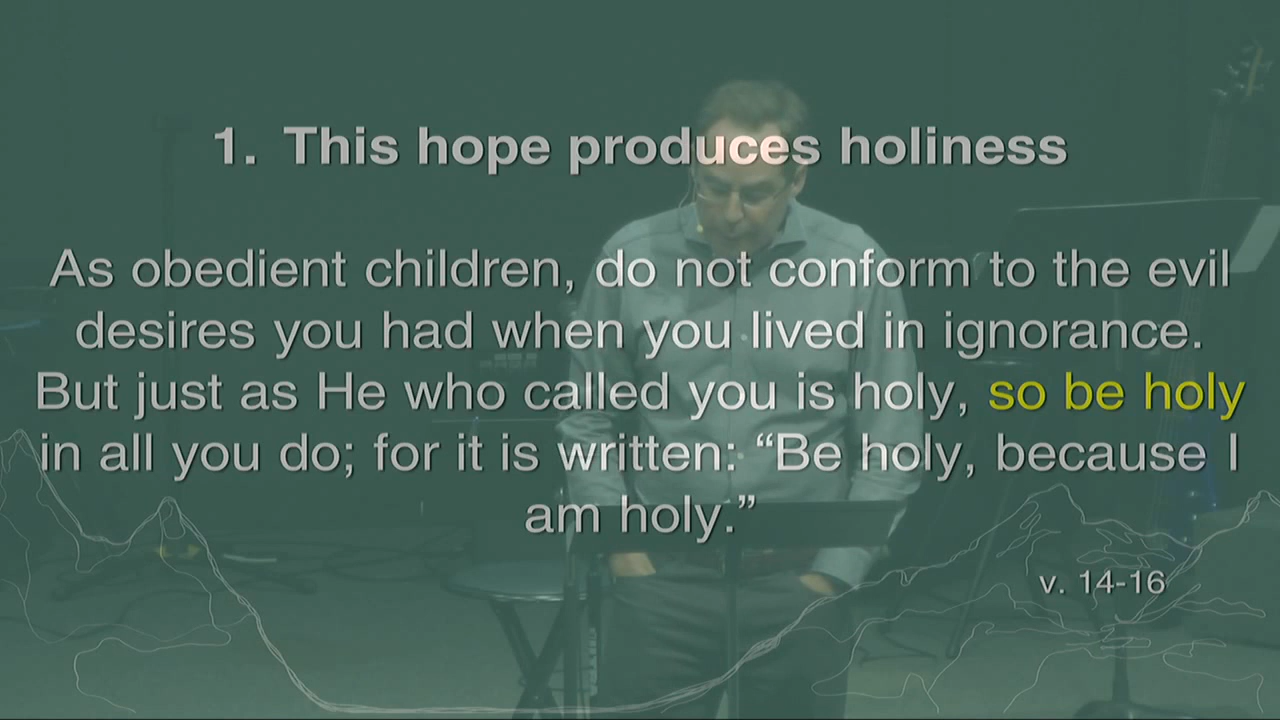 1. This hope produces holiness
As obedient children, do not conform to the evil
desires you had when you lived in ignorance.
But just as He who called you is holy, so be holy
in all you do; for it is written: “Be holy, because I
am holy.”
v. 14-16